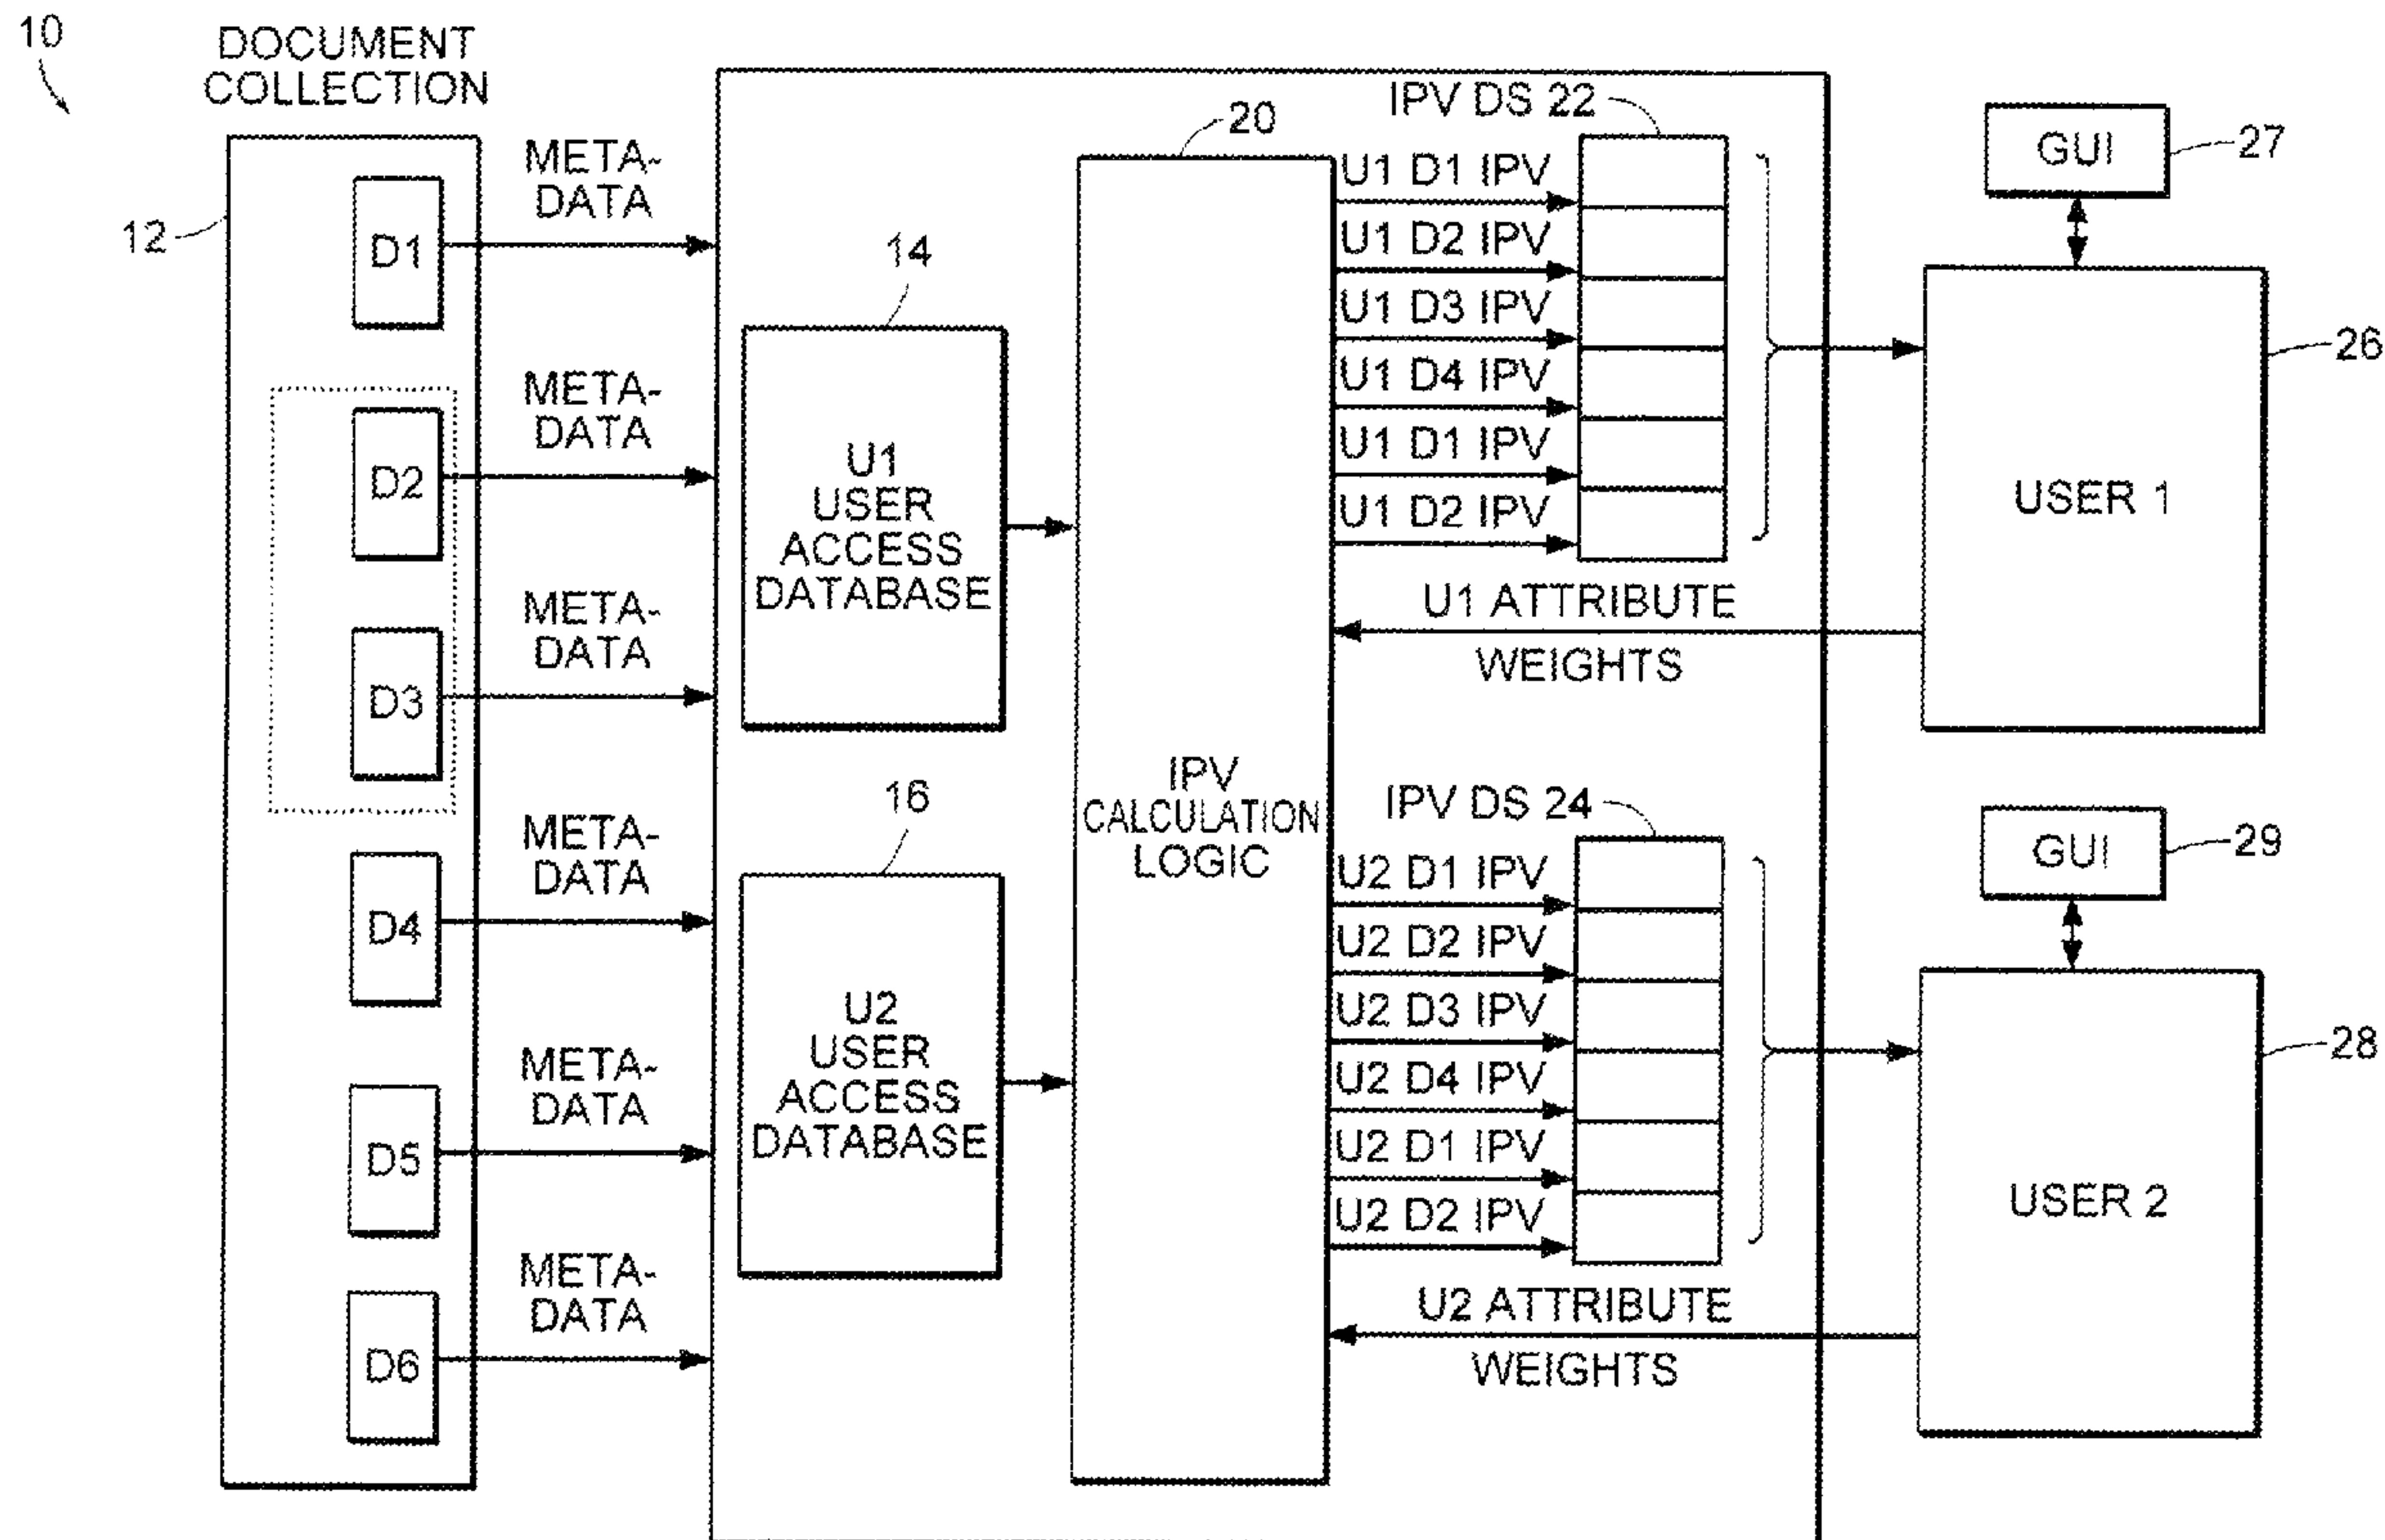 10
DOCUMENT
COLLECTION
12
D1
D2
D3
D4
D5
D6
META-
DATA
META-
DATA
META-
DATA
META-
DATA
META-
DATA
META-
DATA
14
U1
USER
ACCESS
DATABASE
16
U2
USER
ACCESS
DATABASE
20
IPV
CALCULATION
LOGIC
IPV DS 22
U1 D1 IPV
U1 D2 IPV
U1 D3 IPV
U1 D4 IPV
U1 D1 IPV
U1 D2 IPV
U1 ATTRIBUTE
WEIGHTS
IPV DS 24
U2 D1 IPV
U2 D2 IPV
U2 D3 IPV
U2 D4 IPV
U2 D1 IPV
U2 D2 IPV
U2 ATTRIBUTE
WEIGHTS
GUI
27
USER 1
26
GUI
29
USER 2
28